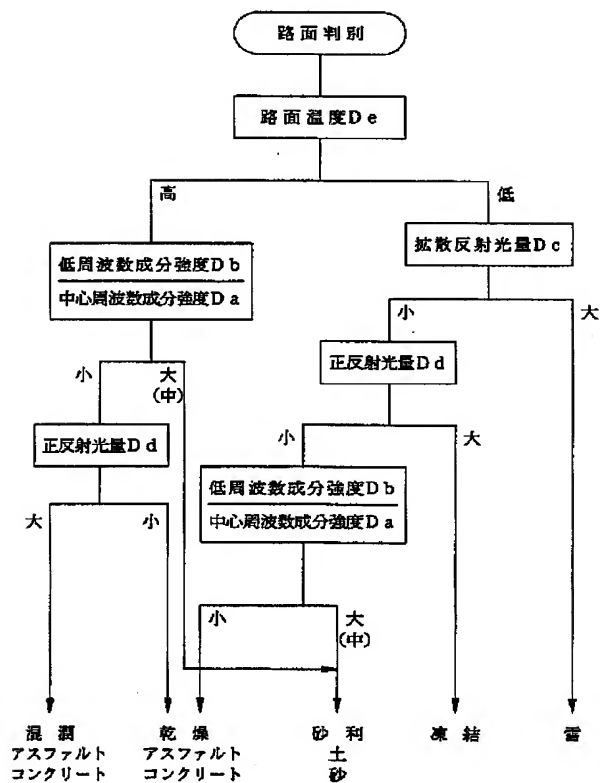 路面判別
路面温度De
高
低
低周波数成分強度Db
中心周波数成分強度Da
拡散反射光量Dc
小
大
(中)
小
大
正反射光量Dd
正反射光量Dd
小
大
大
小
低周波数成分強度Db
中心周波数成分強度Da
小
大
(中)
湿潤
アスファルト
コンクリート
乾燥
アスファルト
コンクリート
砂利
土
砂
凍結
雪